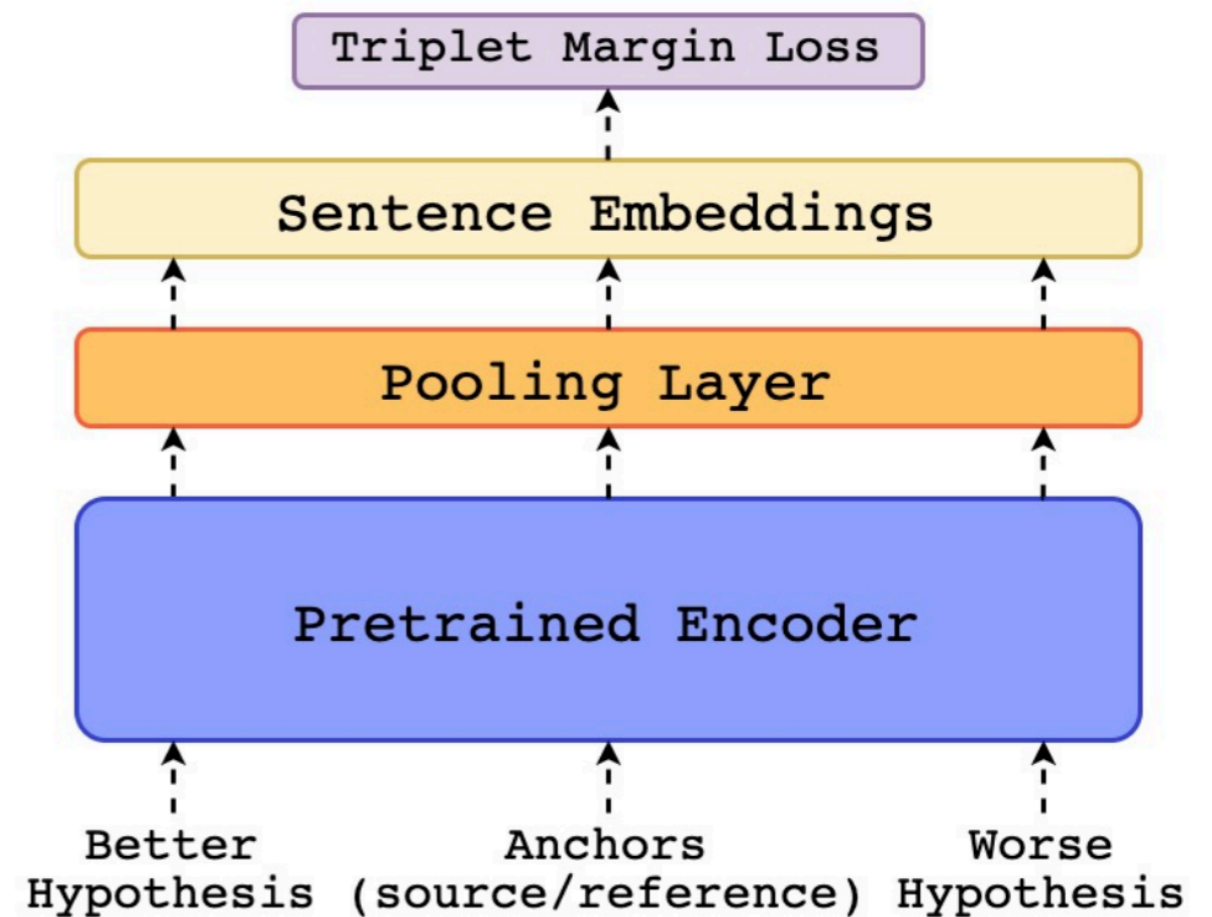 Triplet Margin Loss
Sentence Embeddings
Pooling Layer
Pretrained Encoder
Better Hypothesis
Anchors (source/reference)
Worse Hypothesis